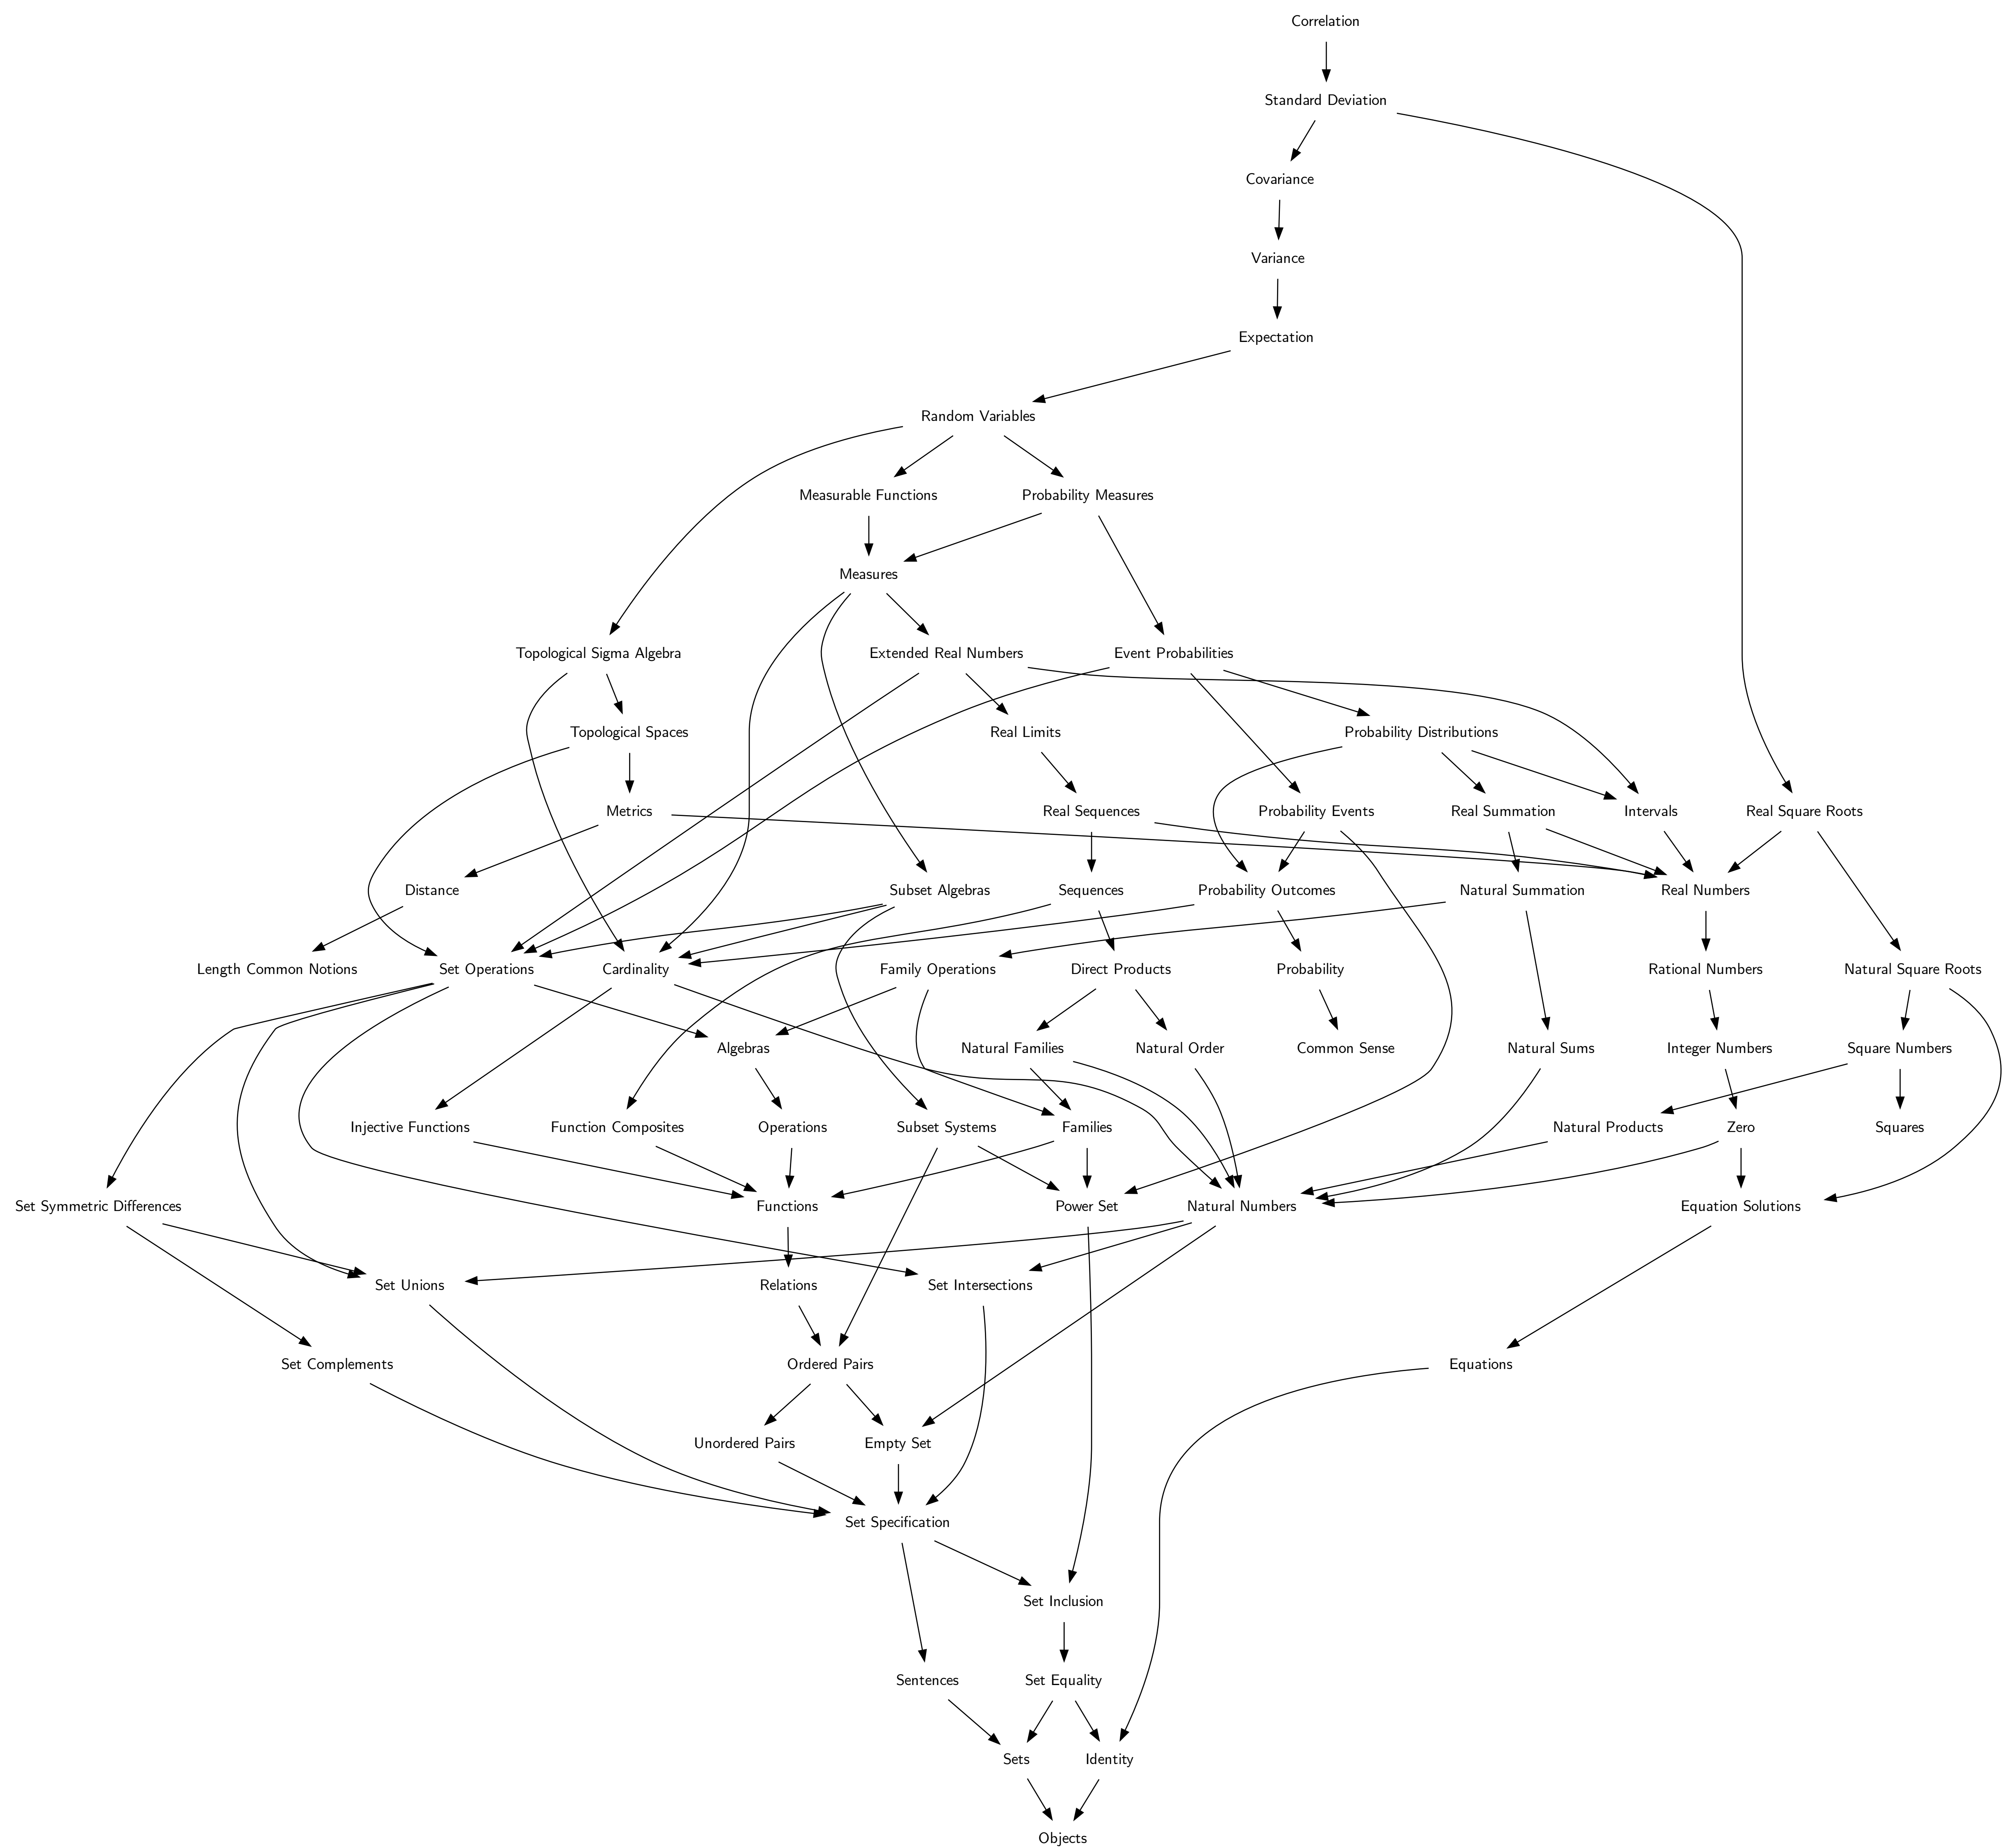 Correlation
Standard Deviation
Covariance
Variance
Expectation
Random Variables
Measurable Functions
Probability Measures
Measures
Topological Sigma Algebra
Extended Real Numbers
Event Probabilities
Topological Spaces
Real Limits
Probability Distributions
Metrics
Real Sequences
Probability Events
Real Summation
Intervals
Real Square Roots
Distance
Subset Algebras
Sequences
Probability Outcomes
Natural Summation
Real Numbers
Length Common Notions
Set Operations
Cardinality
Family Operations
Direct Products
Probability
Rational Numbers
Natural Square Roots
Algebras
Natural Families
Natural Order
Common Sense
Natural Sums
Integer Numbers
Square Numbers
Injective Functions
Function Composites
Operations
Subset Systems
Families
Natural Products
Zero
Squares
Set Symmetric Differences
Functions
Power Set
Natural Numbers
Equation Solutions
Set Unions
Relations
Set Intersections
Set Complements
Ordered Pairs
Equations
Unordered Pairs
Empty Set
Set Specification
Set Inclusion
Sentences
Set Equality
Sets
Identity
Objects